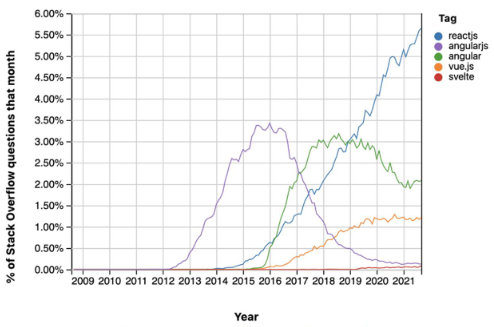 6.00%
5.50%
5.00%
4.50%
4.00%
3.50%
3.00%
2.50%
2.00%
1.50%
1.00%
0.50%
0.00%
% of Stack Overflow questions that month
2009 2010 2011 2012 2013 2014 2015 2016 2017 2018 2019 2020 2021
Year
Tag
reactjs
angularjs
angular
vue.js
svelte